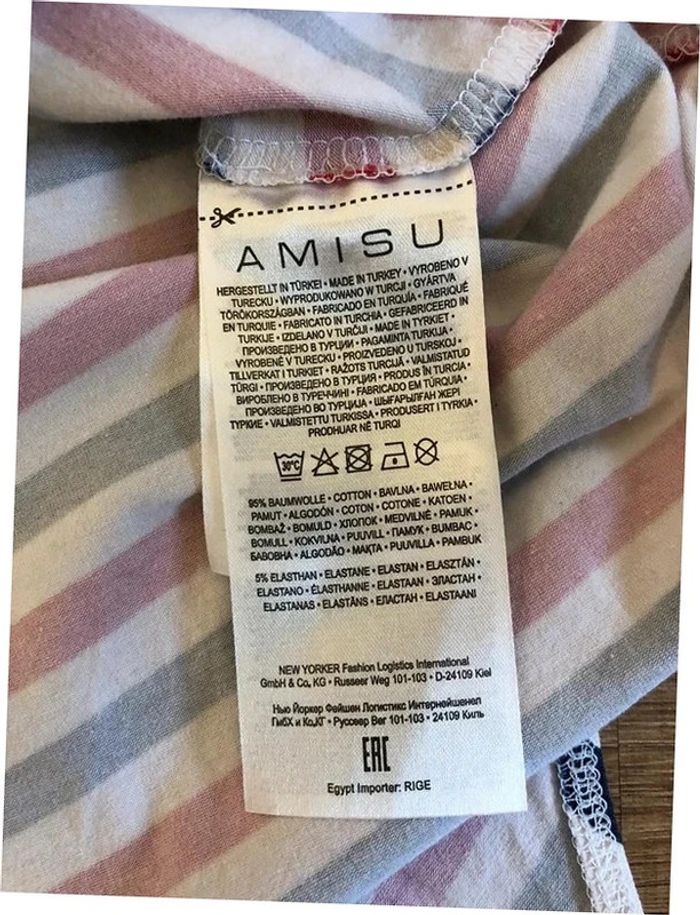 AMISU
HERGESTELLT IN TÜRKEI • MADE IN TURKEY • VYROBENO V
TURECKU • WYPRODUKOWANO W TURCJI • GYÁRTVA
TÖRÖKORSZÁGBAN • FABRICADO EN TURQUÍA • FABRIQUÉ
EN TURQUIE • FABRICATO IN TURCHIA • GEFABRICEERD IN
TURKIJE • IZDELANO V TURČIJI • MADE IN TYRKIET •
ПРОИЗВЕДЕНО В ТУРЦИИ • PAGAMINTA TURKIJA •
VYROBENÉ V TURECKU • PROIZVEDENO U TURSKOJ •
TILLVERKAT I TURKIET • RAŽOTS TURCIJĀ • VALMISTATUD
TÜRGI • ПРОИЗВЕДЕНО В ТУРЦИЯ • PRODUS ÎN TURCIA •
ВИРОБЛЕНО В ТУРЕЧЧИНІ • FABRICADO EM TÚRQUIA •
ПРОИЗВЕДЕНО ВО ТУРЦИЈА • ШЫҒАРЫЛҒАН ЖЕРІ
ТУРКИЕ • VALMISTETTU TURKISSA • PRODUSERT I TYRKIA •
PRODHUAR NË TURQI
30°C
95% BAUMWOLLE • COTTON • BAVLNA • BAWEŁNA •
PAMUT • ALGODÓN • COTON • COTONE • KATOEN •
BOMBAŽ • BOMULD • ХЛОПОК • MEDVILNĖ • PAMUK •
BOMULL • KOKVILNA • PUUVILL • ПАМУК • BUMBAC •
БАВОВНА • ALGODÃO • МАҚТА • PUUVILLA • PAMBUK
5% ELASTHAN • ELASTANE • ELASTAN • ELASZTÁN •
ELASTANO • ÉLASTHANNE • ELASTAAN • ЭЛАСТАН •
ELASTANAS • ELASTĀNS • ЕЛАСТАН • ELASTAANI
NEW YORKER Fashion Logistics International
GmbH & Co. KG • Russeer Weg 101-103 • D-24109 Kiel
Нью Йоркер Фейшен Логистикс Интернейшенел
ГмбХ и Ко.КГ • Руссеер Вег 101-103 • 24109 Киль
EAC
Egypt Importer: RIGE